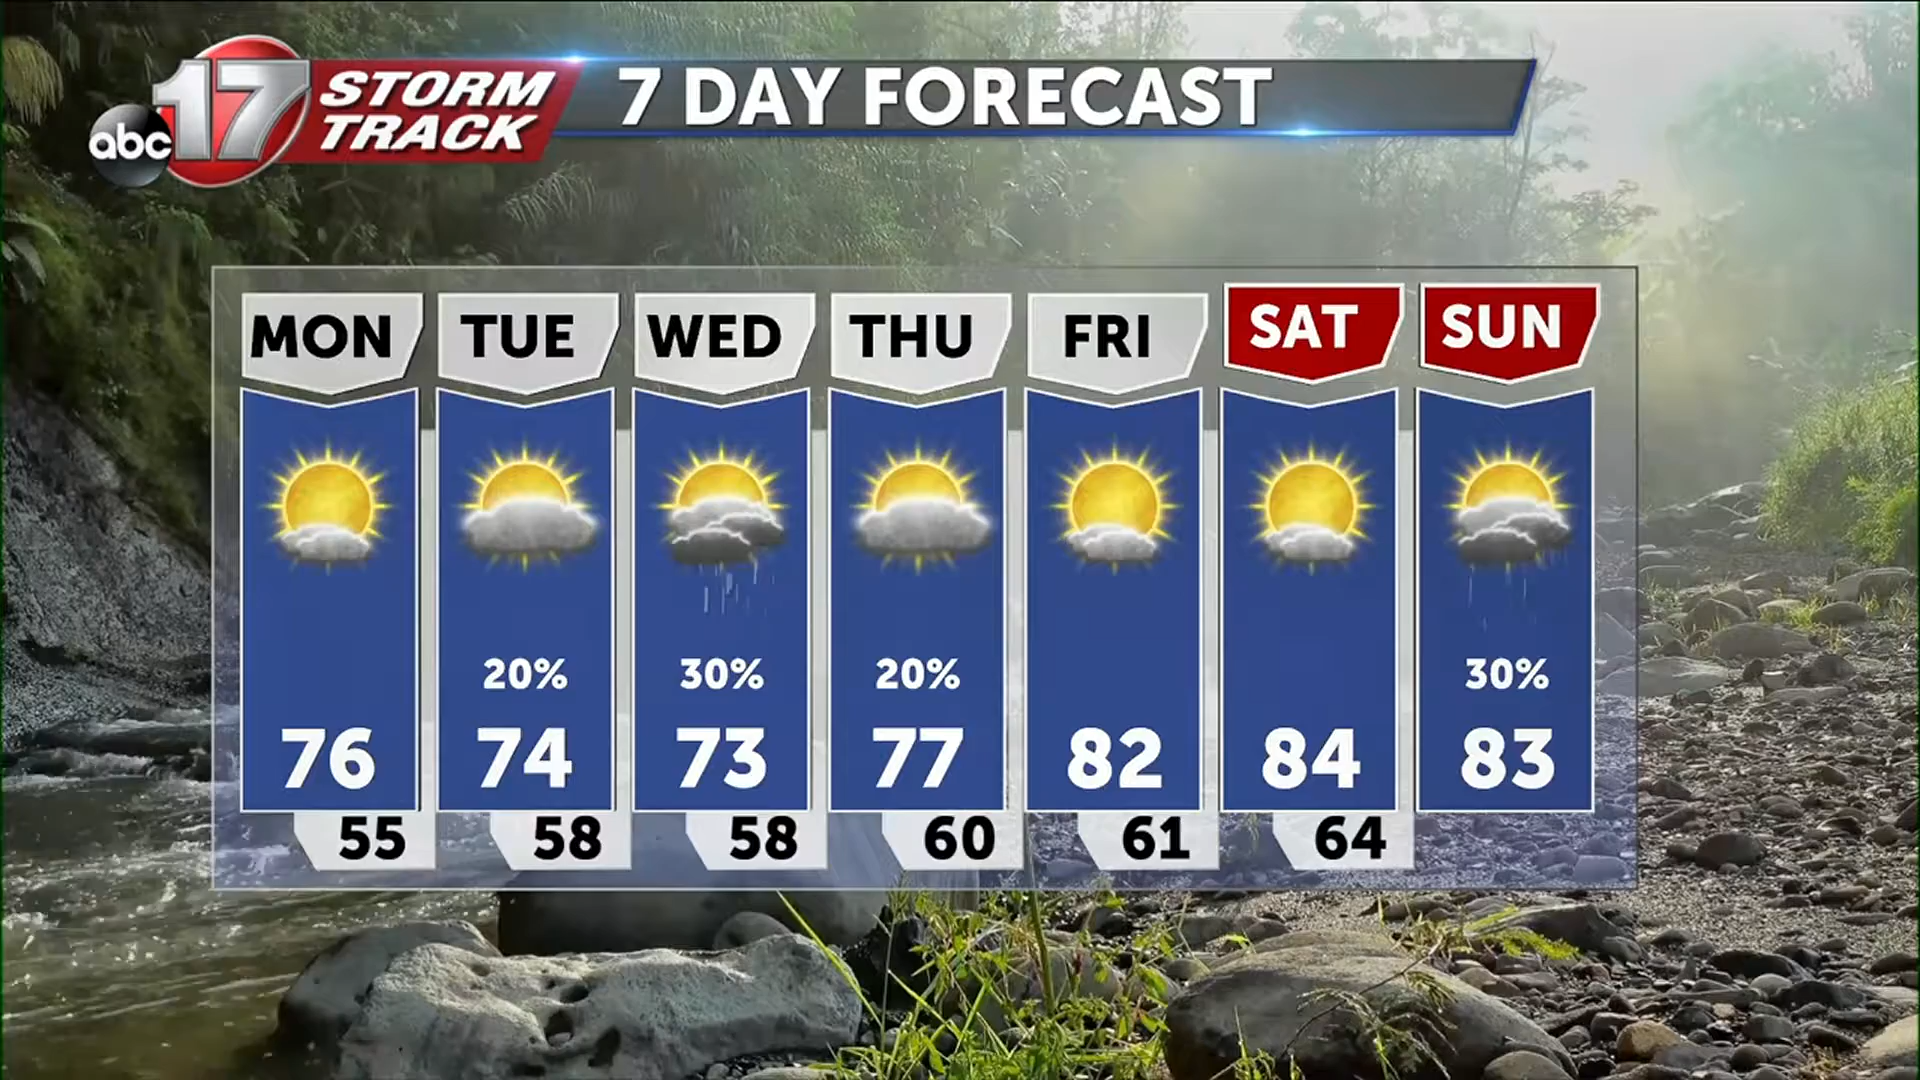 abc 17 STORM TRACK
7 DAY FORECAST
MON TUE WED THU FRI SAT SUN
20% 30% 20% 30%
76 74 73 77 82 84 83
55 58 58 60 61 64